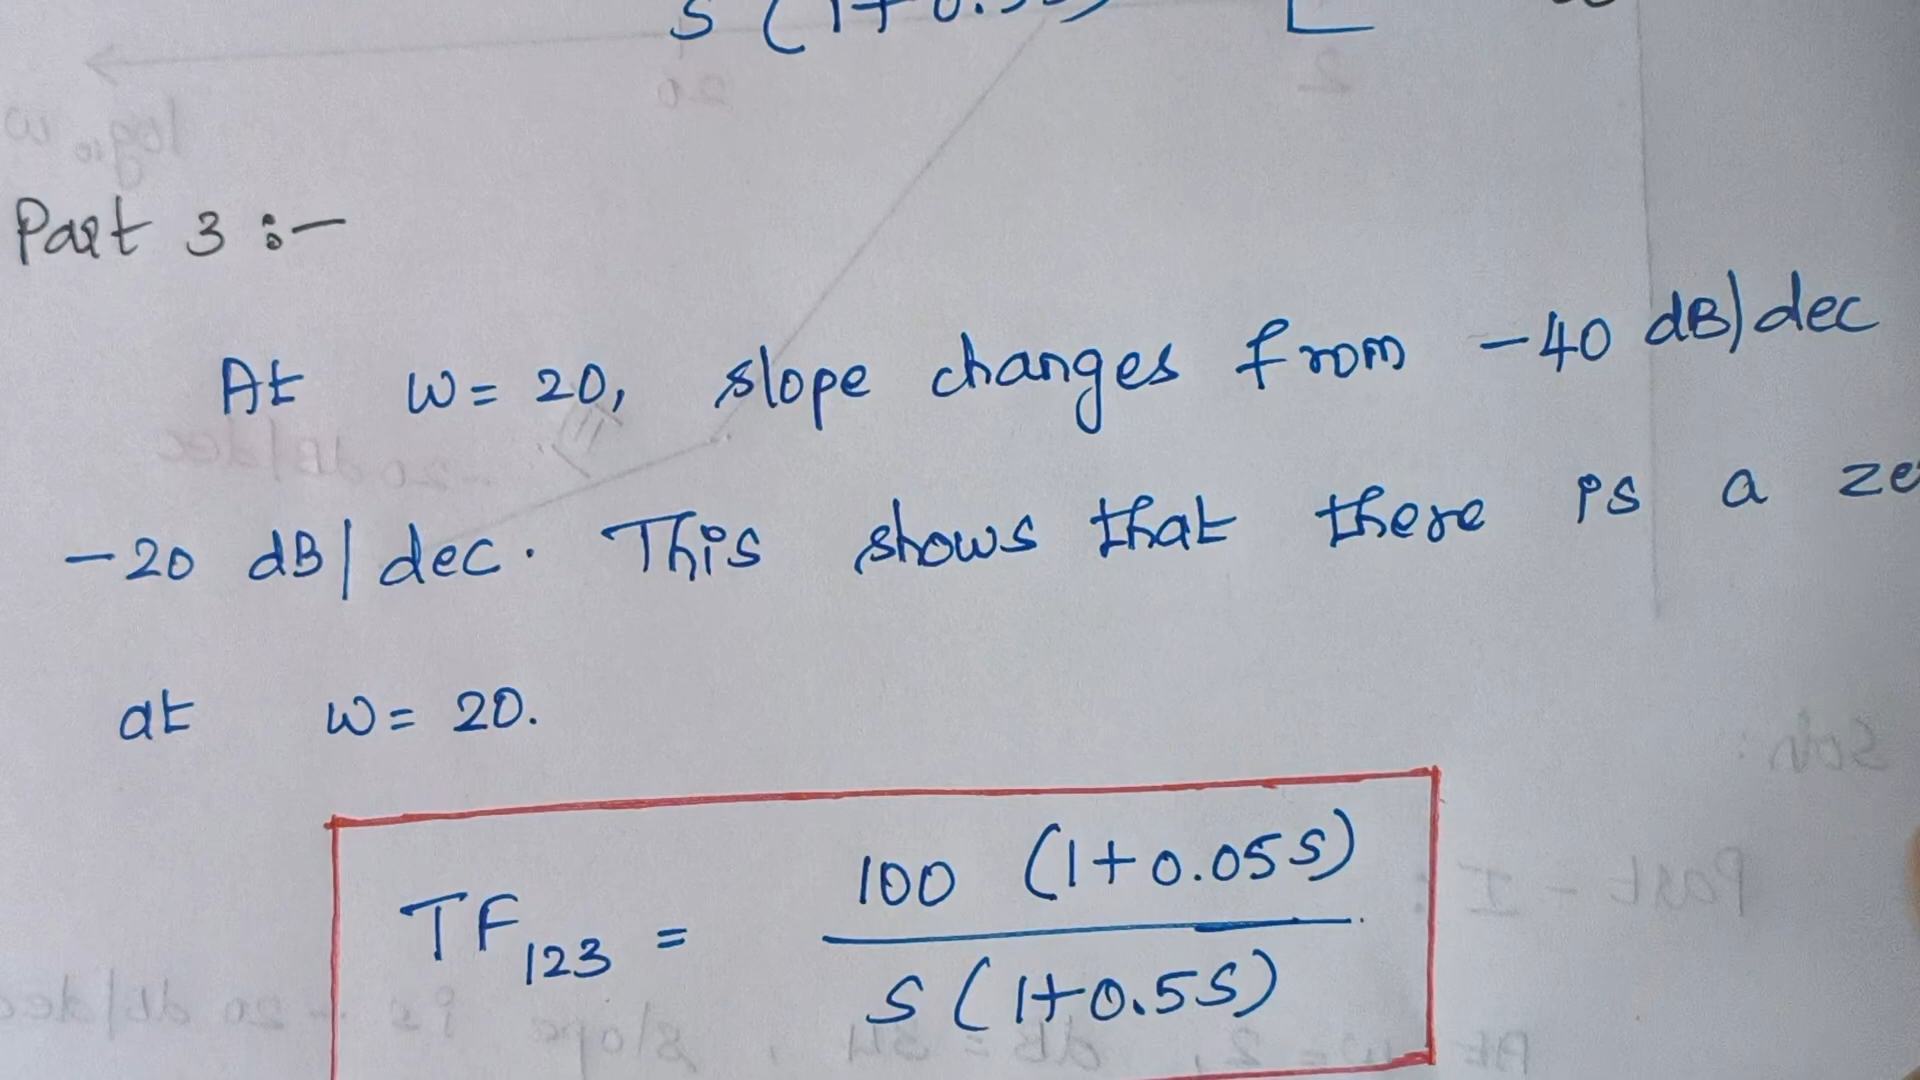 Part 3 :-
At ω = 20, slope changes from -40 dB/dec
-20 dB/dec. This shows that there is a ze
at ω = 20.
100 (1+0.05S)
TF123 =
S(1+0.5S)